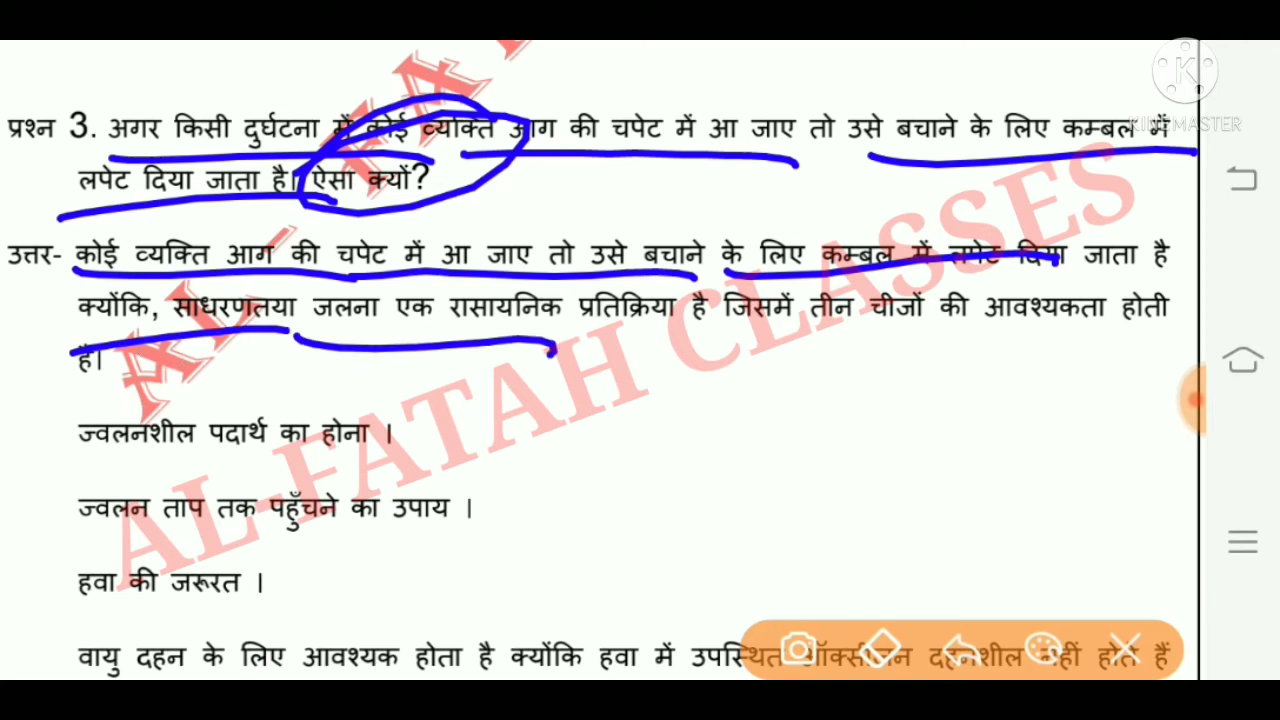 KINEMASTER
प्रश्न 3. अगर किसी दुर्घटना में कोई व्यक्ति आग की चपेट में आ जाए तो उसे बचाने के लिए कम्बल में
लपेट दिया जाता है। ऐसा क्यों?
उत्तर- कोई व्यक्ति आग की चपेट में आ जाए तो उसे बचाने के लिए कम्बल में लपेट दिया जाता है
क्योंकि, साधरणतया जलना एक रासायनिक प्रतिक्रिया है जिसमें तीन चीजों की आवश्यकता होती
है।
ज्वलनशील पदार्थ का होना ।
ज्वलन ताप तक पहुँचने का उपाय ।
हवा की जरूरत ।
वायु दहन के लिए आवश्यक होता है क्योंकि हवा में उपस्थित ऑक्सीजन दहनशील नहीं होते हैं
AL-FATAH CLASSES